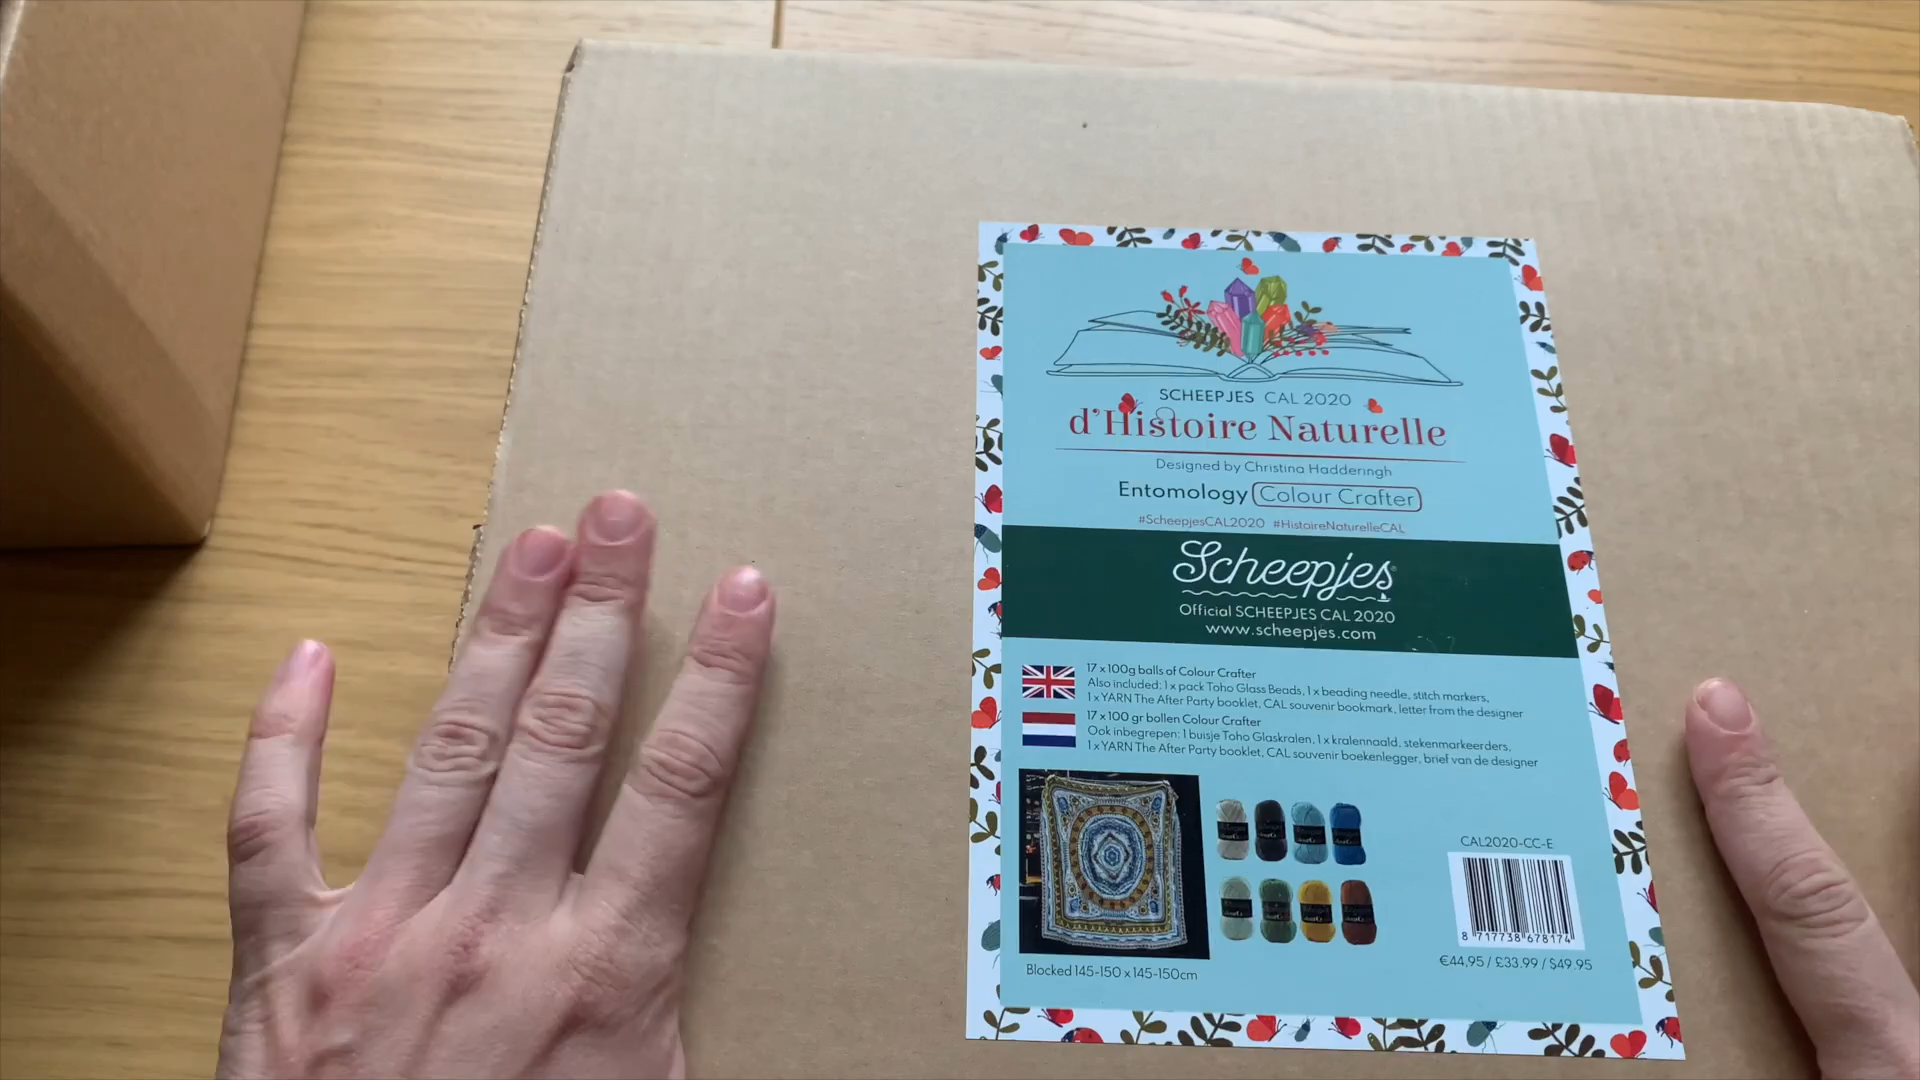 SCHEEPJES CAL 2020
d'Histoire Naturelle
Designed by Christina Hadderingh
Entomology Colour Crafter
#ScheepjesCAL2020 #HistoireNaturelleCAL
Scheepjes
Official SCHEEPJES CAL 2020
www.scheepjes.com
17 x 100g balls of Colour Crafter
Also included: 1 x pack Toho Glass Beads, 1 x beading needle, stitch markers,
1 x YARN The After Party booklet, CAL souvenir bookmark, letter from the designer
17 x 100 gr bollen Colour Crafter
Ook inbegrepen: 1 buisje Toho Glaskralen, 1 x kralennaald, stekenmarkeerders,
1 x YARN The After Party booklet, CAL souvenir boekenlegger, brief van de designer
Blocked 145-150 x 145-150cm
CAL2020-CC-E
8 717738 678174
€44,95 / £33.99 / $49.95